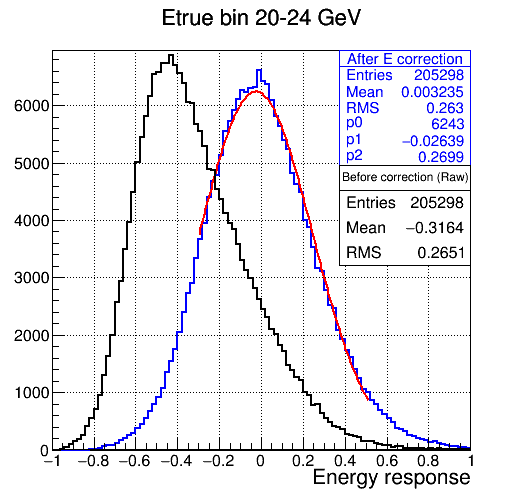 Etrue bin 20-24 GeV
After E correction
Entries 205298
Mean 0.003235
RMS 0.263
p0 6243
p1 −0.02639
p2 0.2699
Before correction (Raw)
Entries 205298
Mean −0.3164
RMS 0.2651
6000
5000
4000
3000
2000
1000
0
−1 −0.8 −0.6 −0.4 −0.2 0 0.2 0.4 0.6 0.8 1
Energy response